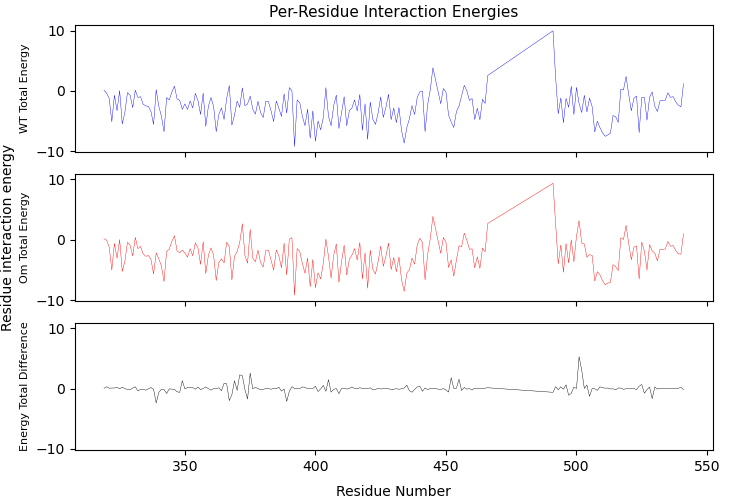 Per-Residue Interaction Energies
Residue interaction energy
WT Total Energy
10
0
−10
Om Total Energy
10
0
−10
Energy Total Difference
10
0
−10
350
400
450
500
550
Residue Number